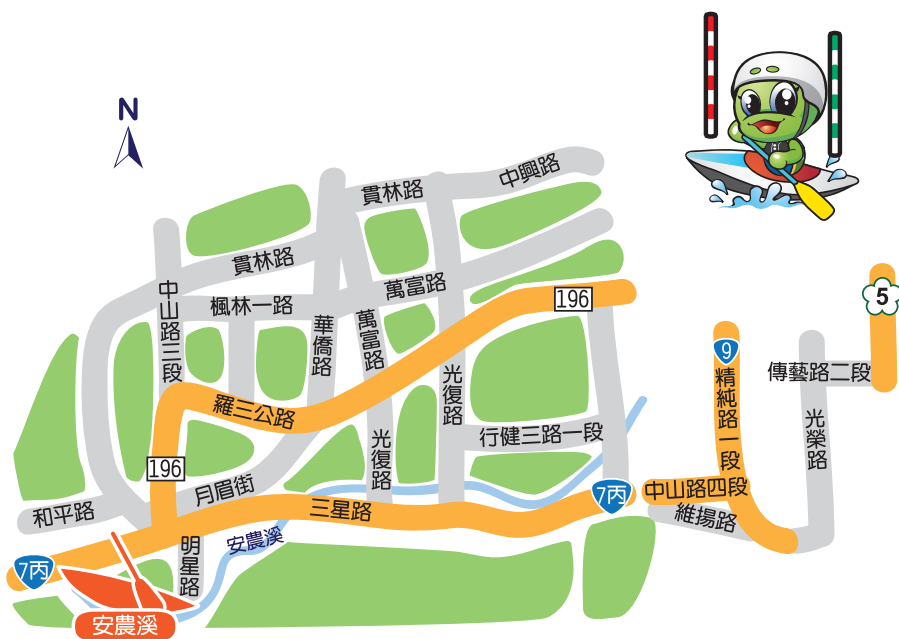 N
貫林路
中興路
貫林路
中山路三段
楓林一路
萬富路
196
5
華僑路
萬富路
9
精純路一段
傳藝路二段
光復路
羅三公路
光榮路
行健三路一段
光復路
196
月眉街
中山路四段
7丙
和平路
三星路
維揚路
安農溪
明星路
7丙
安農溪